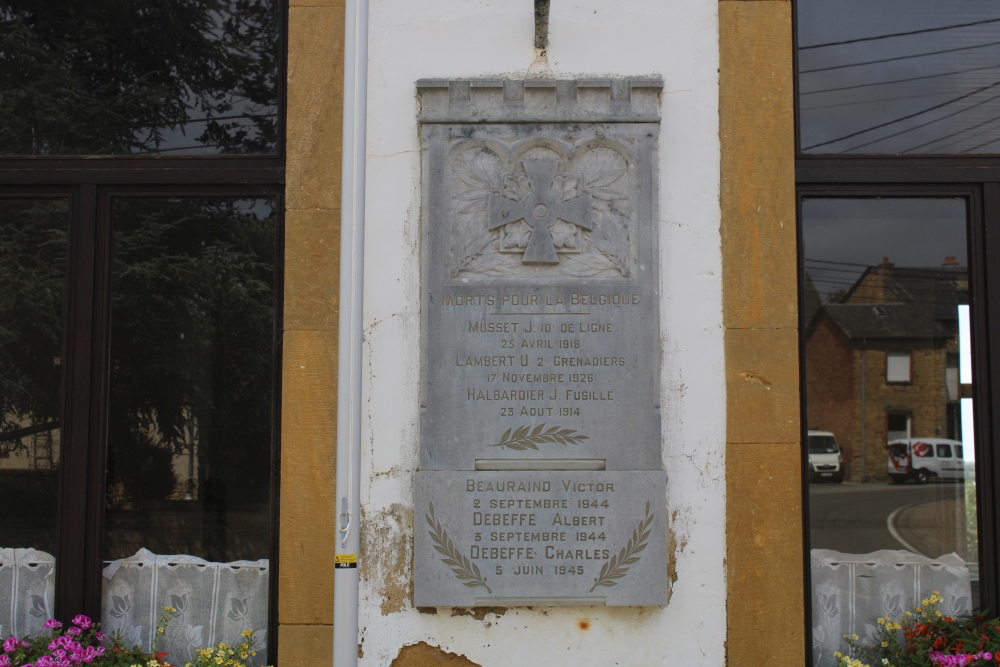 MORTS POUR LA BELGIQUE
MUSSET J. 10 DE LIGNE
25 AVRIL 1918
LAMBERT U 2 GRENADIERS
17 NOVEMBRE 1926
HALBARDIER J. FUSILLE
23 AOUT 1914
BEAURAIND VICTOR
2 SEPTEMBRE 1944
DEBEFFE ALBERT
3 SEPTEMBRE 1944
DEBEFFE CHARLES
5 JUIN 1945